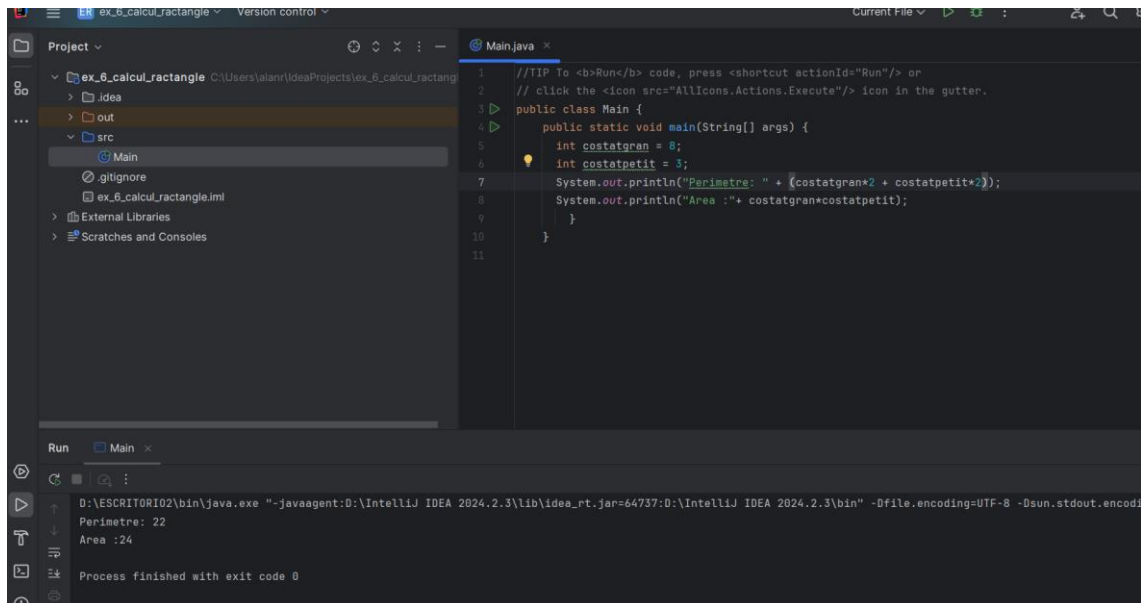 ER ex_6_calcul_ractangle Version control Current File
Project
Main.java
ex_6_calcul_ractangle C:\Users\alanr\IdeaProjects\ex_6_calcul_ractang
.idea
out
src
Main
.gitignore
ex_6_calcul_ractangle.iml
External Libraries
Scratches and Consoles
1 //TIP To <b>Run</b> code, press <shortcut actionId="Run"/> or
2 // click the <icon src="AllIcons.Actions.Execute"/> icon in the gutter.
3 public class Main {
4 public static void main(String[] args) {
5 int costatgran = 8;
6 int costatpetit = 3;
7 System.out.println("Perimetre: " + (costatgran*2 + costatpetit*2));
8 System.out.println("Area :"+ costatgran*costatpetit);
9 }
10 }
11
Run Main
D:\ESCRITORIO2\bin\java.exe "-javaagent:D:\IntelliJ IDEA 2024.2.3\lib\idea_rt.jar=64737:D:\IntelliJ IDEA 2024.2.3\bin" -Dfile.encoding=UTF-8 -Dsun.stdout.encodi
Perimetre: 22
Area :24
Process finished with exit code 0